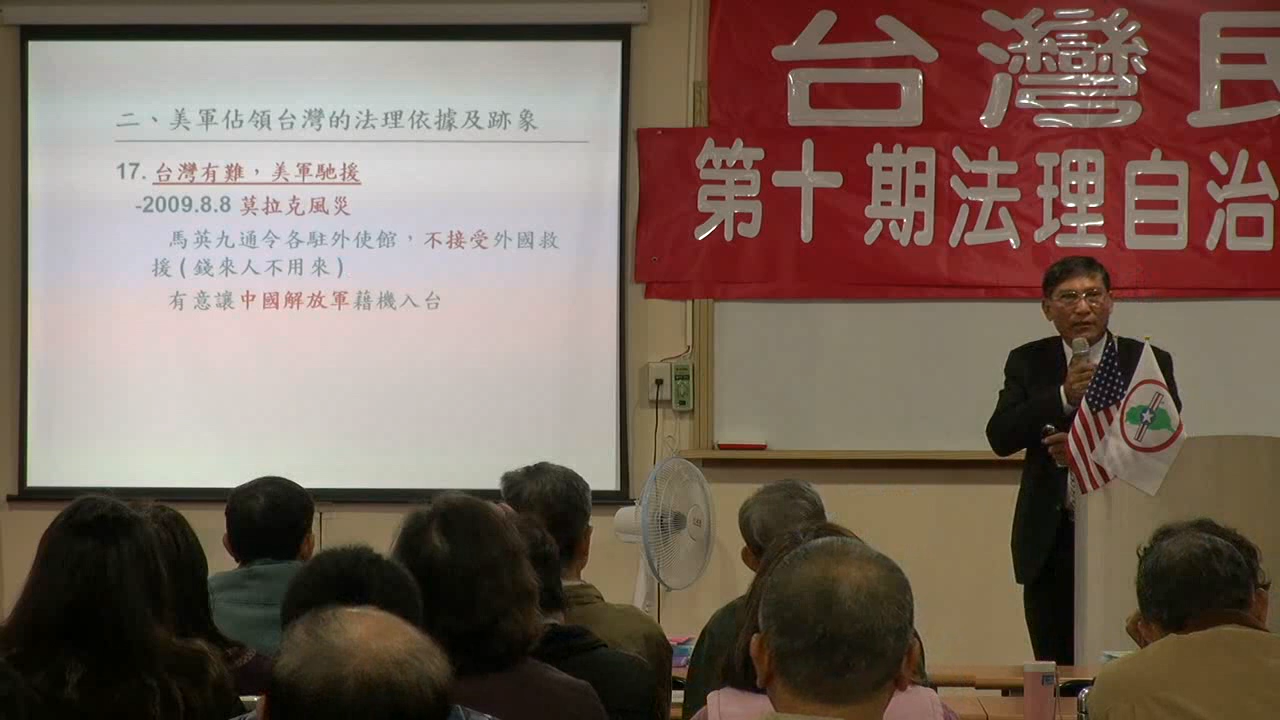 二、美軍佔領台灣的法理依據及跡象
17. 台灣有難，美軍馳援
-2009.8.8 莫拉克風災
馬英九通令各駐外使館，不接受外國救
援(錢來人不用來)
有意讓中國解放軍藉機入台
台灣民
第十期法理自治